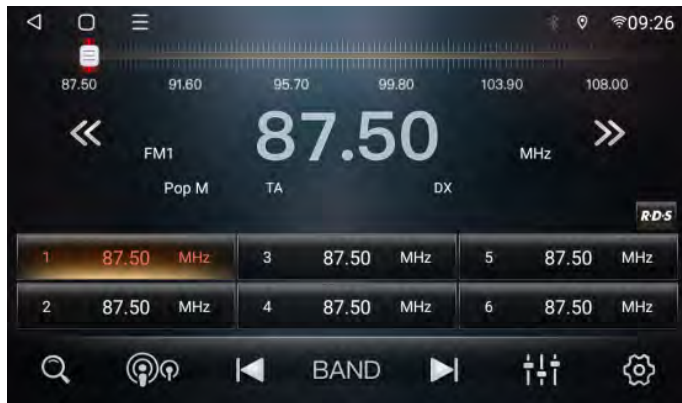 09:26
87.50 91.60 95.70 99.80 103.90 108.00
FM1 87.50 MHz
Pop M TA DX
R·D·S
1 87.50 MHz 3 87.50 MHz 5 87.50 MHz
2 87.50 MHz 4 87.50 MHz 6 87.50 MHz
BAND